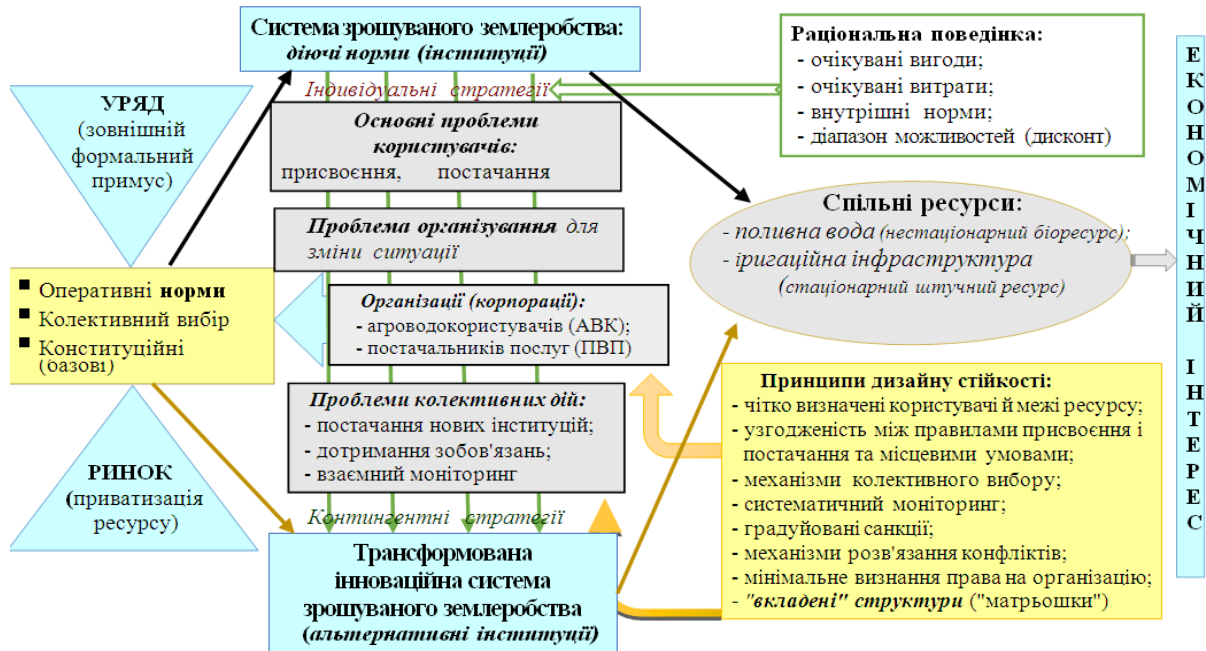 Система зрошуваного землеробства:
діючі норми (інституції)
Індивідуальні стратегії
Раціональна поведінка:
- очікувані вигоди;
- очікувані витрати;
- внутрішні норми;
- діапазон можливостей (дисконт)
УРЯД
(зовнішній
формальний
примус)
Основні проблеми
користувачів:
присвоєння, постачання
Проблема організування для
зміни ситуації
Спільні ресурси:
- поливна вода (нестаціонарний біоресурс);
- іригаційна інфраструктура
(стаціонарний штучний ресурс)
▪ Оперативні норми
▪ Колективний вибір
▪ Конституційні
(базові)
Організації (корпорації):
- агроводокористувачів (АВК);
- постачальників послуг (ПВП)
Проблеми колективних дій:
- постачання нових інституцій;
- дотримання зобов'язань;
- взаємний моніторинг
РИНОК
(приватизація
ресурсу)
Контингентні стратегії
Трансформована
інноваційна система
зрошуваного землеробства
(альтернативні інституції)
Принципи дизайну стійкості:
- чітко визначені користувачі й межі ресурсу;
- узгодженість між правилами присвоєння і
постачання та місцевими умовами;
- механізми колективного вибору;
- систематичний моніторинг;
- градуйовані санкції;
- механізми розв'язання конфліктів;
- мінімальне визнання права на організацію;
- "вкладені" структури ("матрьошки")
ЕКОНОМІЧНИЙ ІНТЕРЕС